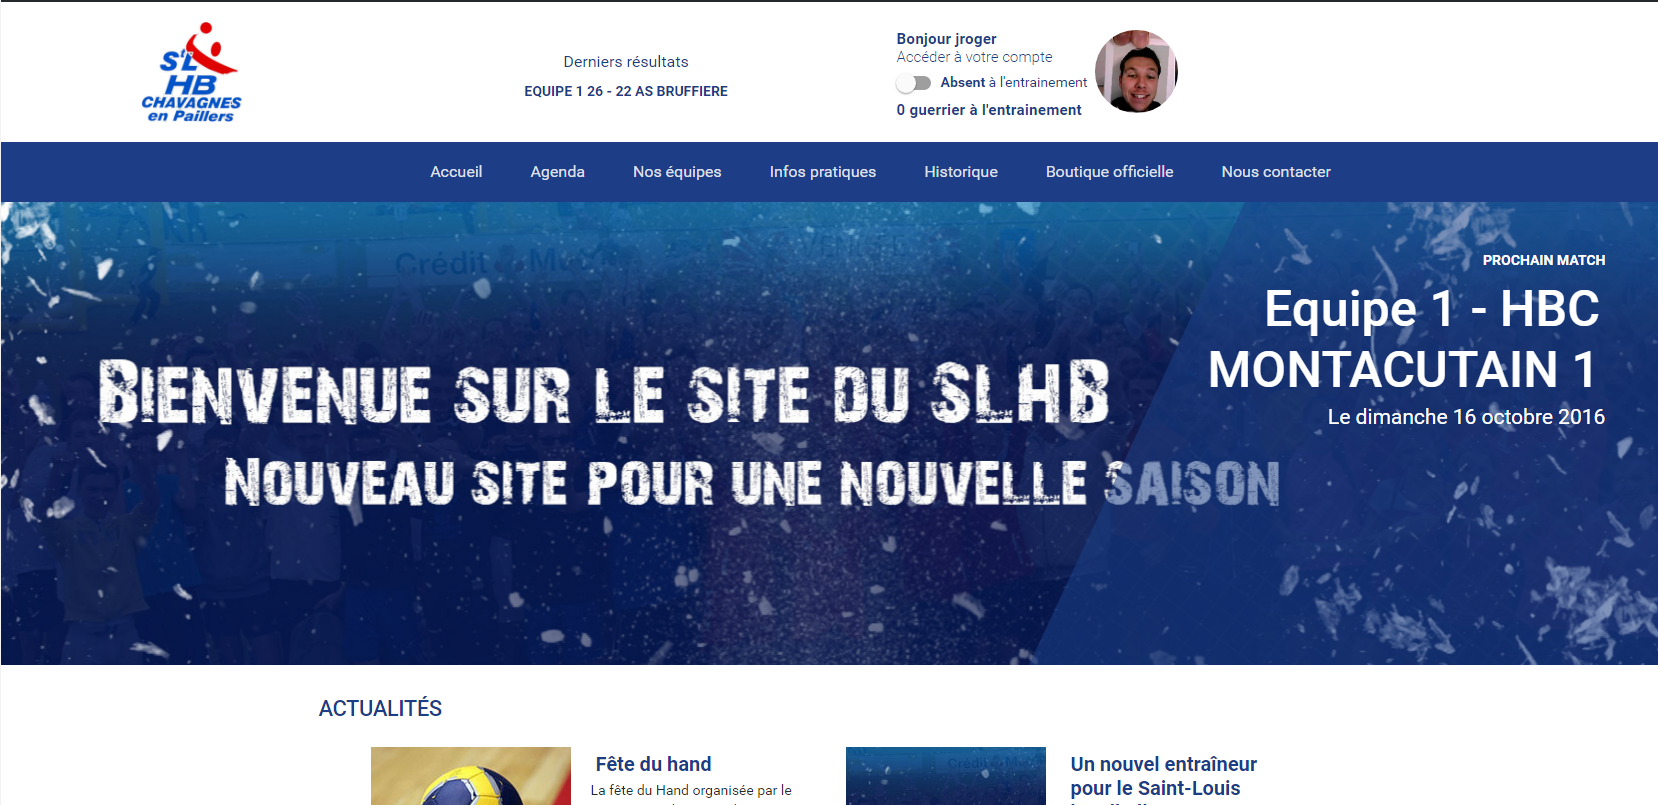 SL
HB
CHAVAGNES
en Paillers
Derniers résultats
EQUIPE 1 26 - 22 AS BRUFFIERE
Bonjour jroger
Accéder à votre compte
Absent à l'entrainement
0 guerrier à l'entrainement
Accueil
Agenda
Nos équipes
Infos pratiques
Historique
Boutique officielle
Nous contacter
Crédit
PROCHAIN MATCH
Equipe 1 - HBC
MONTACUTAIN 1
Le dimanche 16 octobre 2016
BIENVENUE SUR LE SITE DU SLHB
NOUVEAU SITE POUR UNE NOUVELLE SAISON
ACTUALITÉS
Fête du hand
La fête du Hand organisée par le
Un nouvel entraîneur
pour le Saint-Louis